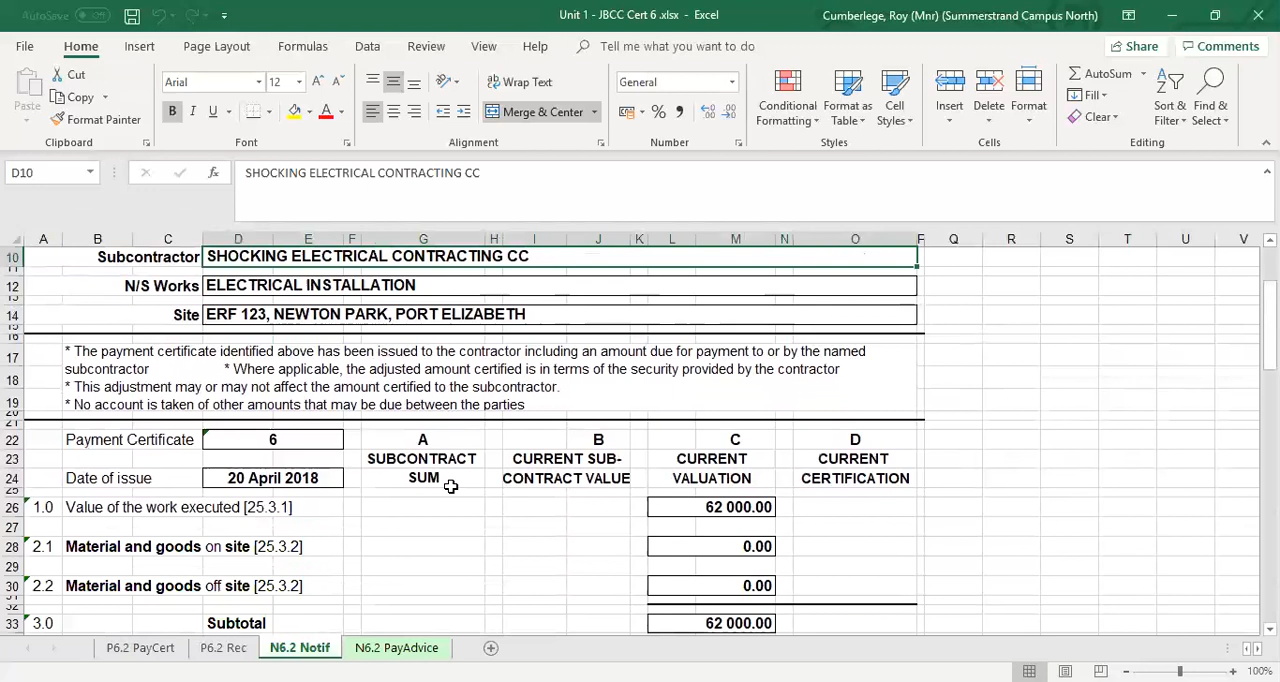 AutoSave Off Unit 1 - JBCC Cert 6 .xlsx - Excel Cumberlege, Roy (Mnr) (Summerstrand Campus North)
File Home Insert Page Layout Formulas Data Review View Help Tell me what you want to do Share Comments
Paste Cut Copy Format Painter
Clipboard
Arial 12 A A
B I U A
Font
Wrap Text
Merge & Center
Alignment
General
% ,
Number
Conditional Formatting Format as Table Cell Styles
Styles
Insert Delete Format
Cells
AutoSum Fill Clear Sort & Filter Find & Select
Editing
D10 fx SHOCKING ELECTRICAL CONTRACTING CC
A B C D E F G H I J K L M N O F Q R S T U V
10 Subcontractor SHOCKING ELECTRICAL CONTRACTING CC
11
12 N/S Works ELECTRICAL INSTALLATION
13
14 Site ERF 123, NEWTON PARK, PORT ELIZABETH
15
16
17 * The payment certificate identified above has been issued to the contractor including an amount due for payment to or by the named
subcontractor * Where applicable, the adjusted amount certified is in terms of the security provided by the contractor
18 * This adjustment may or may not affect the amount certified to the subcontractor.
19 * No account is taken of other amounts that may be due between the parties
20
21
22 Payment Certificate 6 A B C D
23 SUBCONTRACT CURRENT SUB- CURRENT CURRENT
24 Date of issue 20 April 2018 SUM CONTRACT VALUE VALUATION CERTIFICATION
25
26 1.0 Value of the work executed [25.3.1] 62 000.00
27
28 2.1 Material and goods on site [25.3.2] 0.00
29
30 2.2 Material and goods off site [25.3.2] 0.00
31
32
33 3.0 Subtotal 62 000.00
P6.2 PayCert P6.2 Rec N6.2 Notif N6.2 PayAdvice
100%